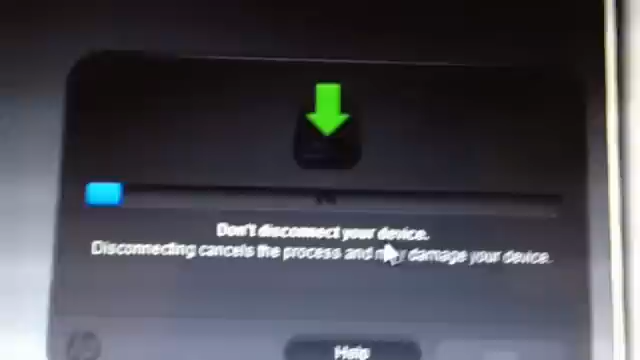 Don't disconnect your device.
Disconnecting cancels the process and may damage your device.
Help